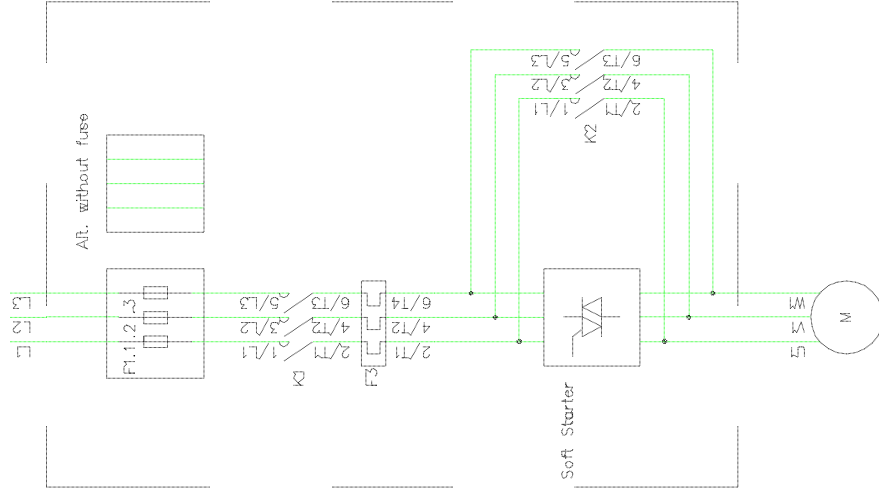 5/L3
6/T3
3/L2
4/T2
1/L1
2/T1
K2
Alt. without fuse
L3
L2
L1
F1.1:.2 .3
5/L3
6/T3
3/L2
4/T2
1/L1
2/T1
K1
6/T4
4/T2
2/T1
F3
Soft Starter
W1
V1
U1
M